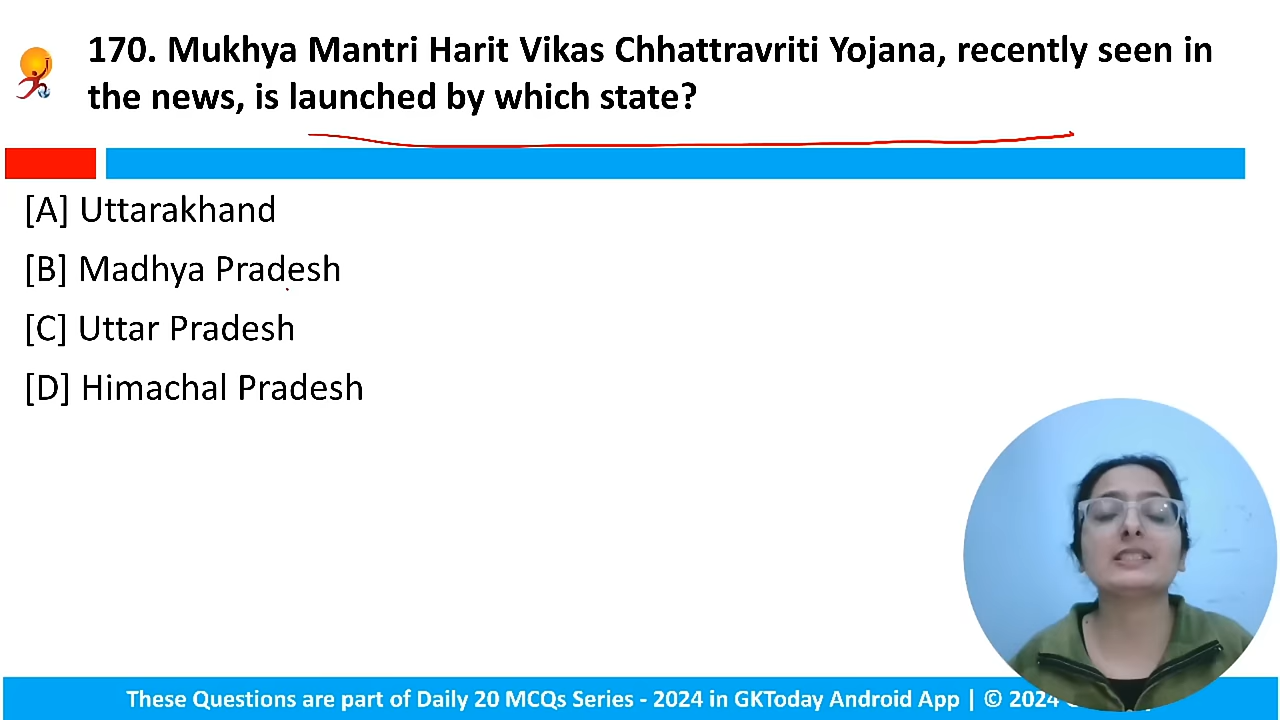 170. Mukhya Mantri Harit Vikas Chhattravriti Yojana, recently seen in
the news, is launched by which state?
[A] Uttarakhand
[B] Madhya Pradesh
[C] Uttar Pradesh
[D] Himachal Pradesh
These Questions are part of Daily 20 MCQs Series - 2024 in GKToday Android App | © 2024